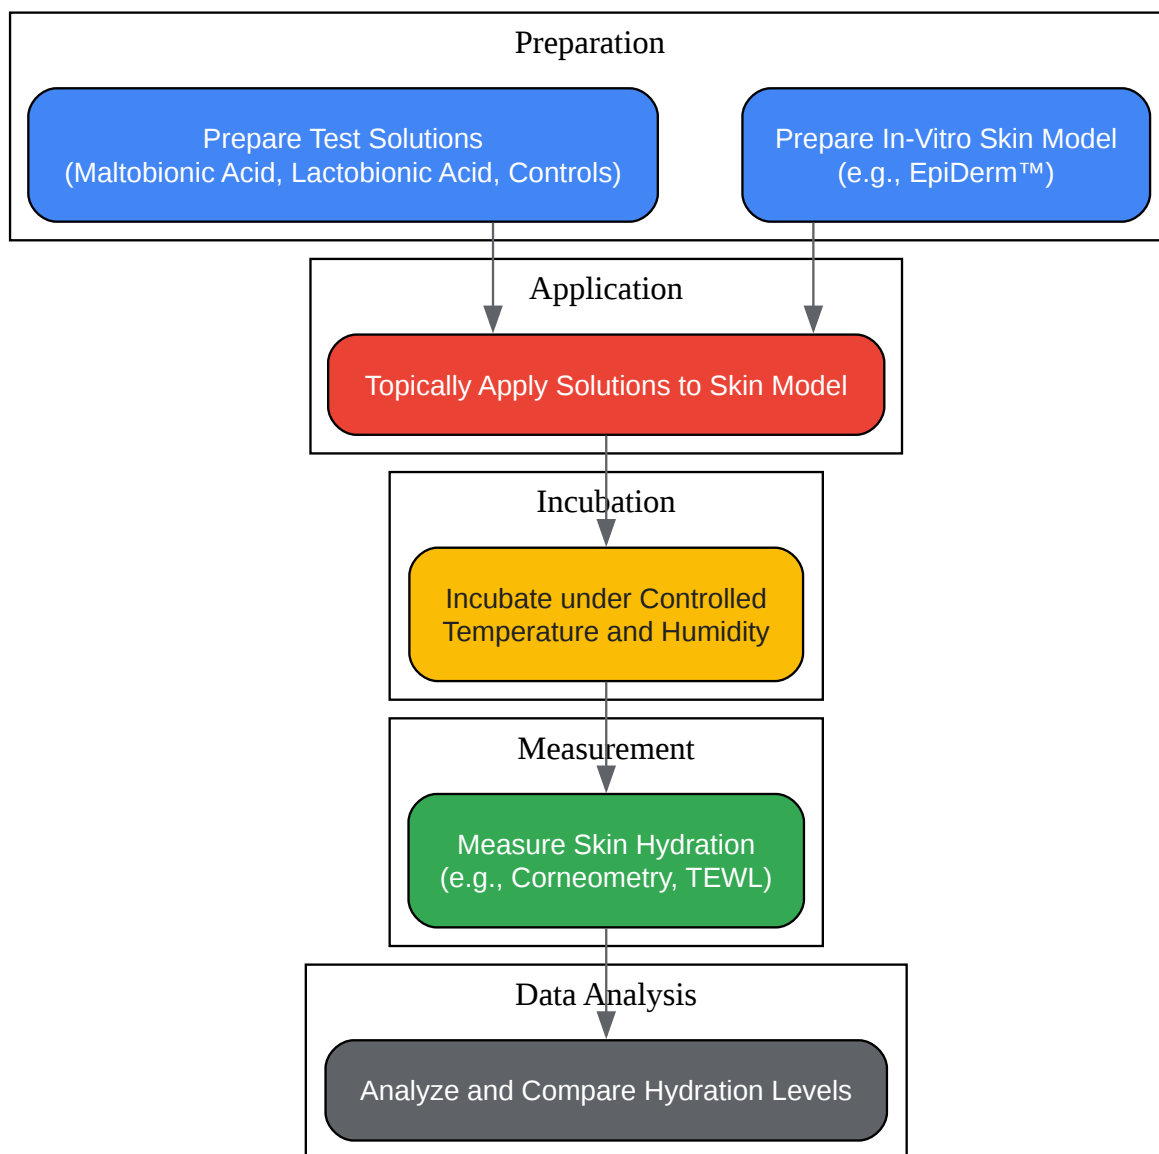 Preparation
Prepare Test Solutions
(Maltobionic Acid, Lactobionic Acid, Controls)
Prepare In-Vitro Skin Model
(e.g., EpiDerm™)
Application
Topically Apply Solutions to Skin Model
Incubation
Incubate under Controlled
Temperature and Humidity
Measurement
Measure Skin Hydration
(e.g., Corneometry, TEWL)
Data Analysis
Analyze and Compare Hydration Levels